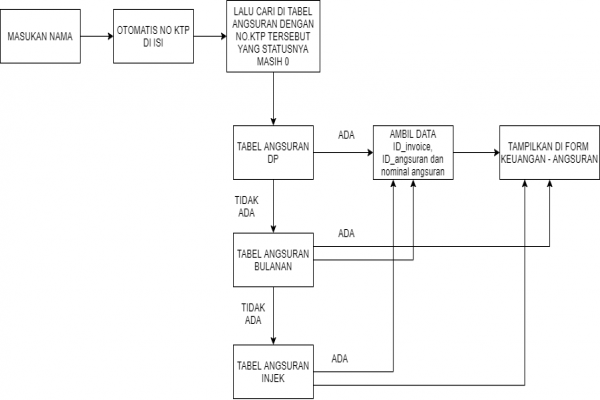 MASUKAN NAMA
OTOMATIS NO KTP
DI ISI
LALU CARI DI TABEL
ANGSURAN DENGAN
NO.KTP TERSEBUT
YANG STATUSNYA
MASIH 0
TABEL ANGSURAN
DP
ADA
AMBIL DATA
ID_invoice,
ID_angsuran dan
nominal angsuran
TAMPILKAN DI FORM
KEUANGAN - ANGSURAN
TIDAK
ADA
TABEL ANGSURAN
BULANAN
ADA
TIDAK
ADA
TABEL ANGSURAN
INJEK
ADA